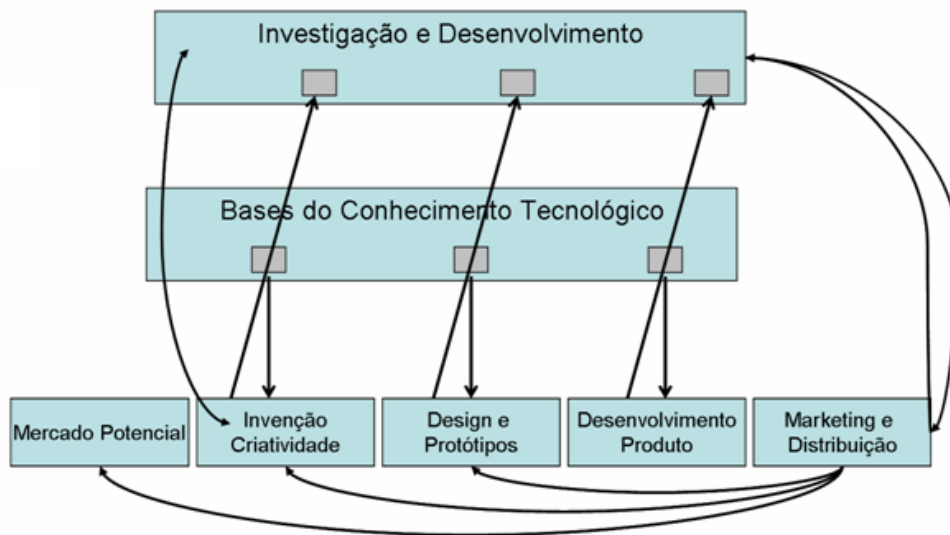 Investigação e Desenvolvimento
Bases do Conhecimento Tecnológico
Mercado Potencial
Invenção
Criatividade
Design e
Protótipos
Desenvolvimento
Produto
Marketing e
Distribuição